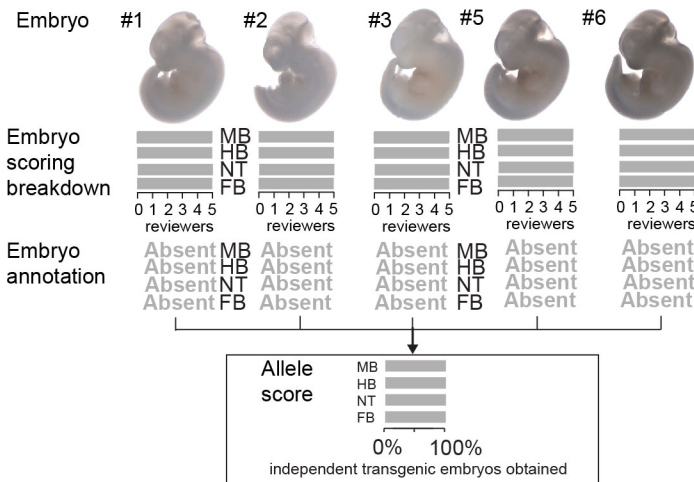 Embryo #1 #2 #3 #5 #6
Embryo scoring breakdown
MB MB
HB HB
NT NT
FB FB
0 1 2 3 4 5 0 1 2 3 4 5 0 1 2 3 4 5 0 1 2 3 4 5 0 1 2 3 4 5
reviewers reviewers reviewers reviewers reviewers
Embryo annotation
Absent MB Absent Absent MB Absent Absent
Absent HB Absent Absent HB Absent Absent
Absent NT Absent Absent NT Absent Absent
Absent FB Absent Absent FB Absent Absent
Allele score
MB
HB
NT
FB
0% 100%
independent transgenic embryos obtained